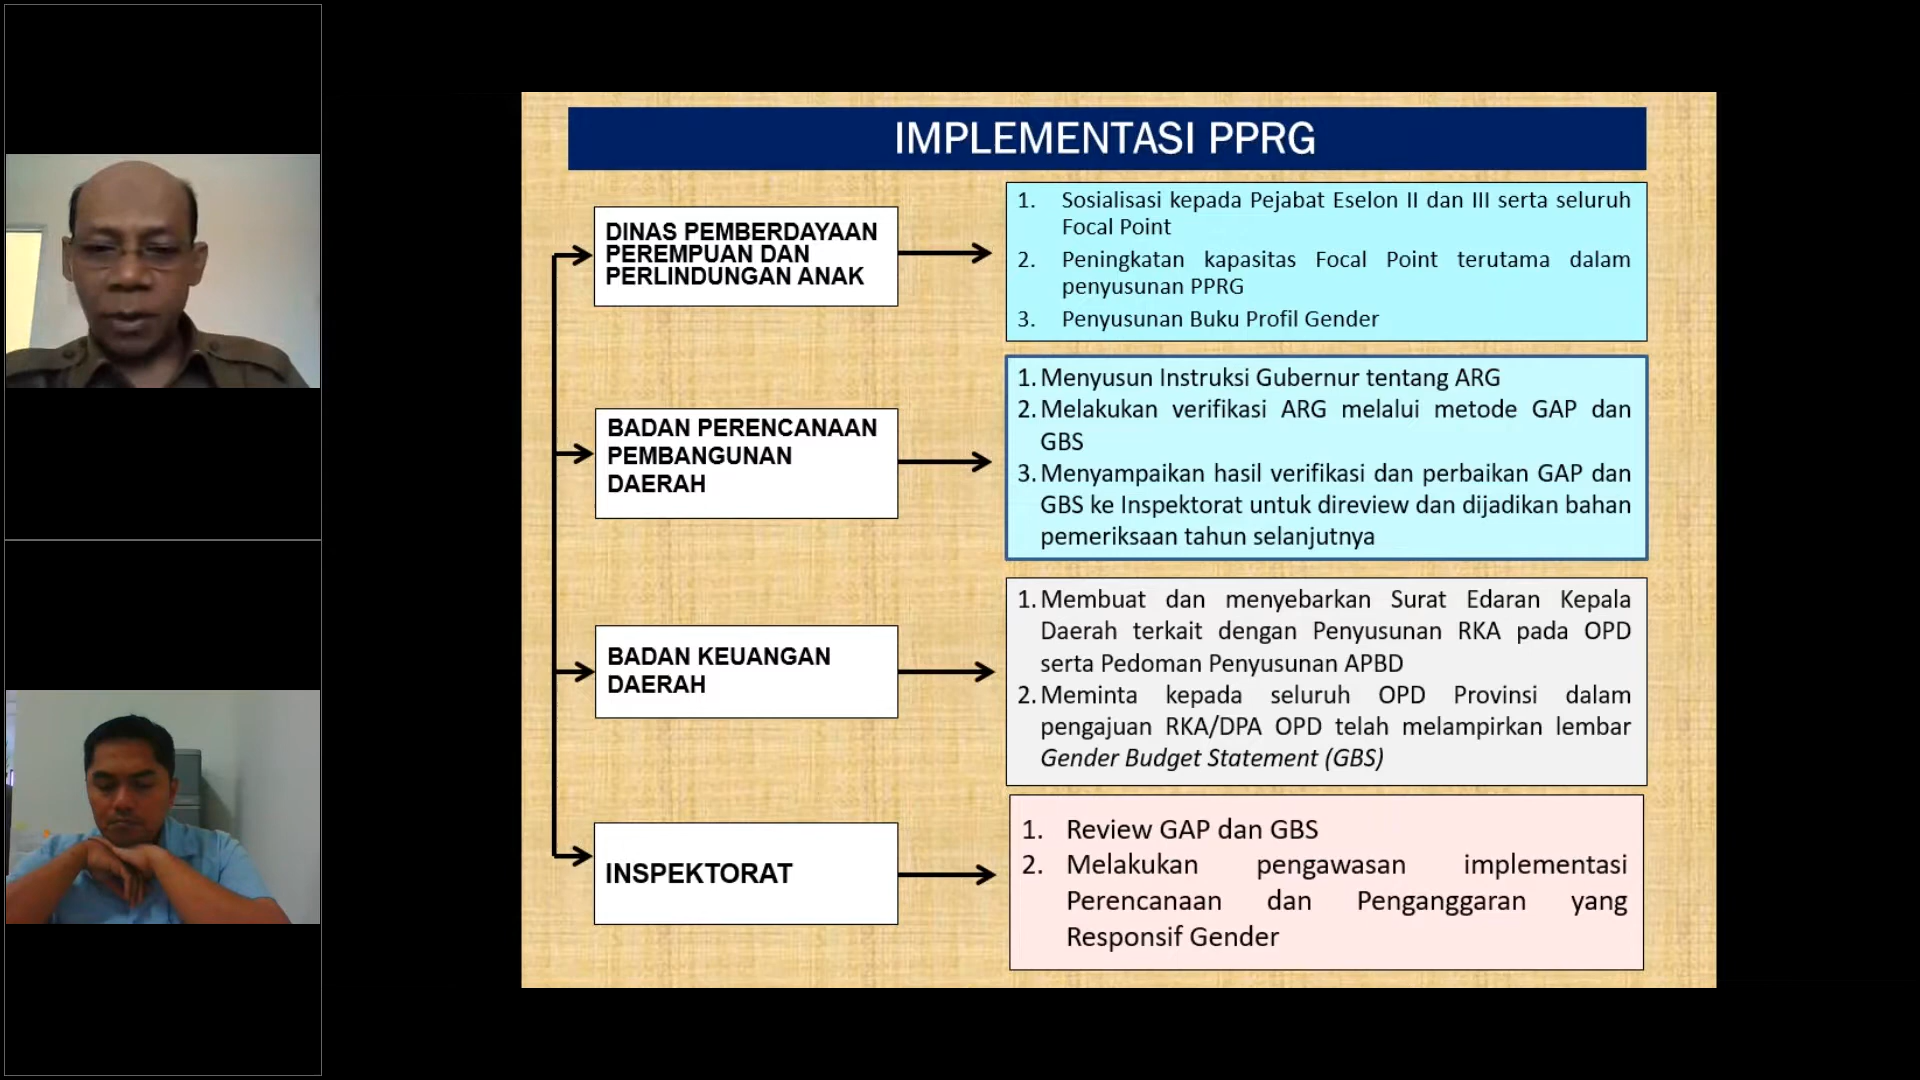 IMPLEMENTASI PPRG
DINAS PEMBERDAYAAN
PEREMPUAN DAN
PERLINDUNGAN ANAK
1. Sosialisasi kepada Pejabat Eselon II dan III serta seluruh
Focal Point
2. Peningkatan kapasitas Focal Point terutama dalam
penyusunan PPRG
3. Penyusunan Buku Profil Gender
BADAN PERENCANAAN
PEMBANGUNAN
DAERAH
1. Menyusun Instruksi Gubernur tentang ARG
2. Melakukan verifikasi ARG melalui metode GAP dan
GBS
3. Menyampaikan hasil verifikasi dan perbaikan GAP dan
GBS ke Inspektorat untuk direview dan dijadikan bahan
pemeriksaan tahun selanjutnya
BADAN KEUANGAN
DAERAH
1. Membuat dan menyebarkan Surat Edaran Kepala
Daerah terkait dengan Penyusunan RKA pada OPD
serta Pedoman Penyusunan APBD
2. Meminta kepada seluruh OPD Provinsi dalam
pengajuan RKA/DPA OPD telah melampirkan lembar
Gender Budget Statement (GBS)
INSPEKTORAT
1. Review GAP dan GBS
2. Melakukan pengawasan implementasi
Perencanaan dan Penganggaran yang
Responsif Gender